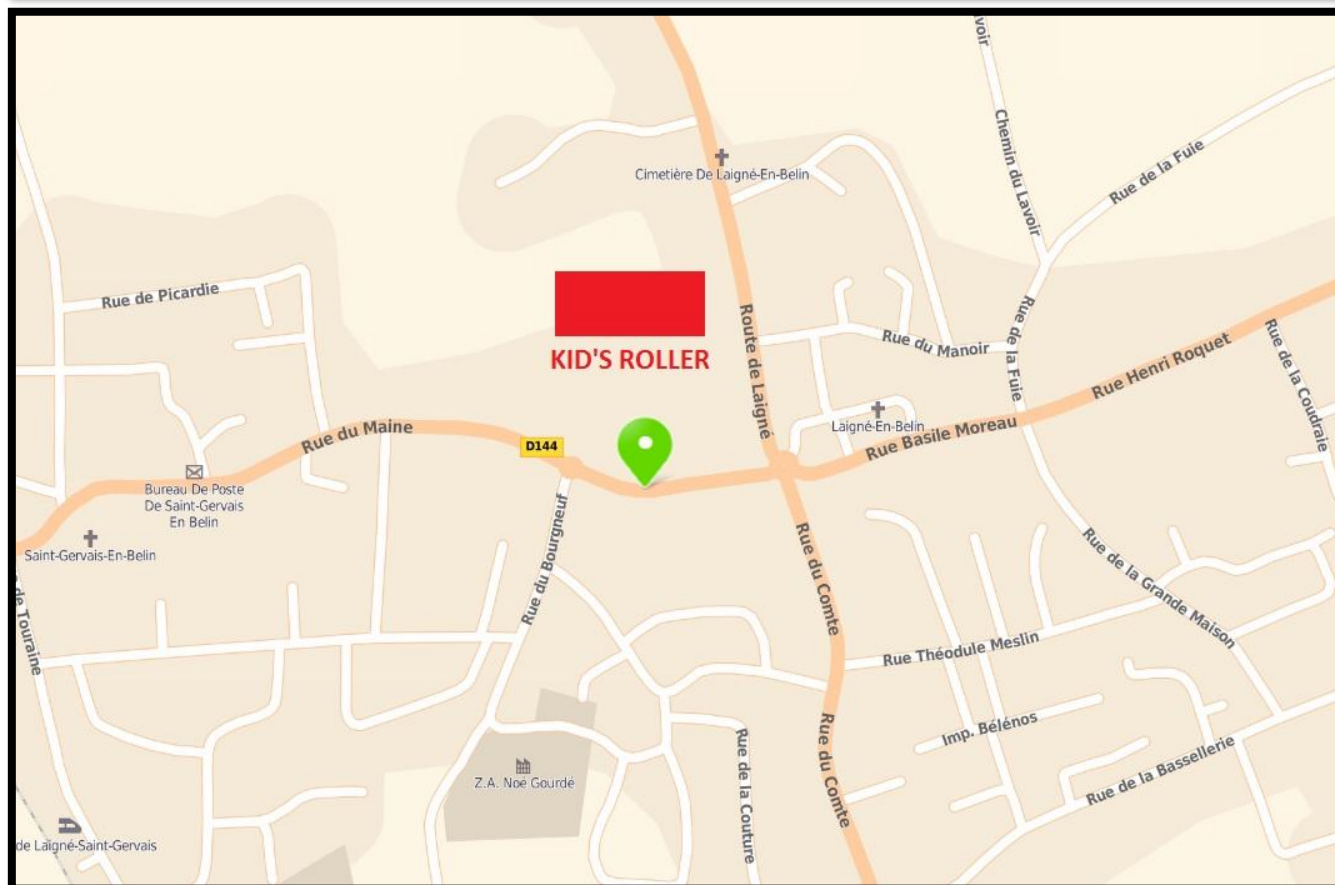 avoir
Chemin du Lavoir
Rue de la Fuie
Cimetière De Laigné-En-Belin
Rue de Picardie
KID'S ROLLER
Route de Laigné
Rue du Manoir
Rue de la Fuie
Rue Henri Roquet
Rue de la Coudraie
Laigné-En-Belin
Rue Basile Moreau
Rue du Maine
D144
Bureau De Poste
De Saint-Gervais
En Belin
Saint-Gervais-En-Belin
Rue du Bourgneuf
Rue du Comte
Rue de la Grande Maison
de Touraine
Rue Théodule Meslin
Imp. Bélénos
Rue du Comte
Rue de la Couture
Rue de la Bassellerie
Z.A. Noé Gourdé
de Laigné-Saint-Gervais